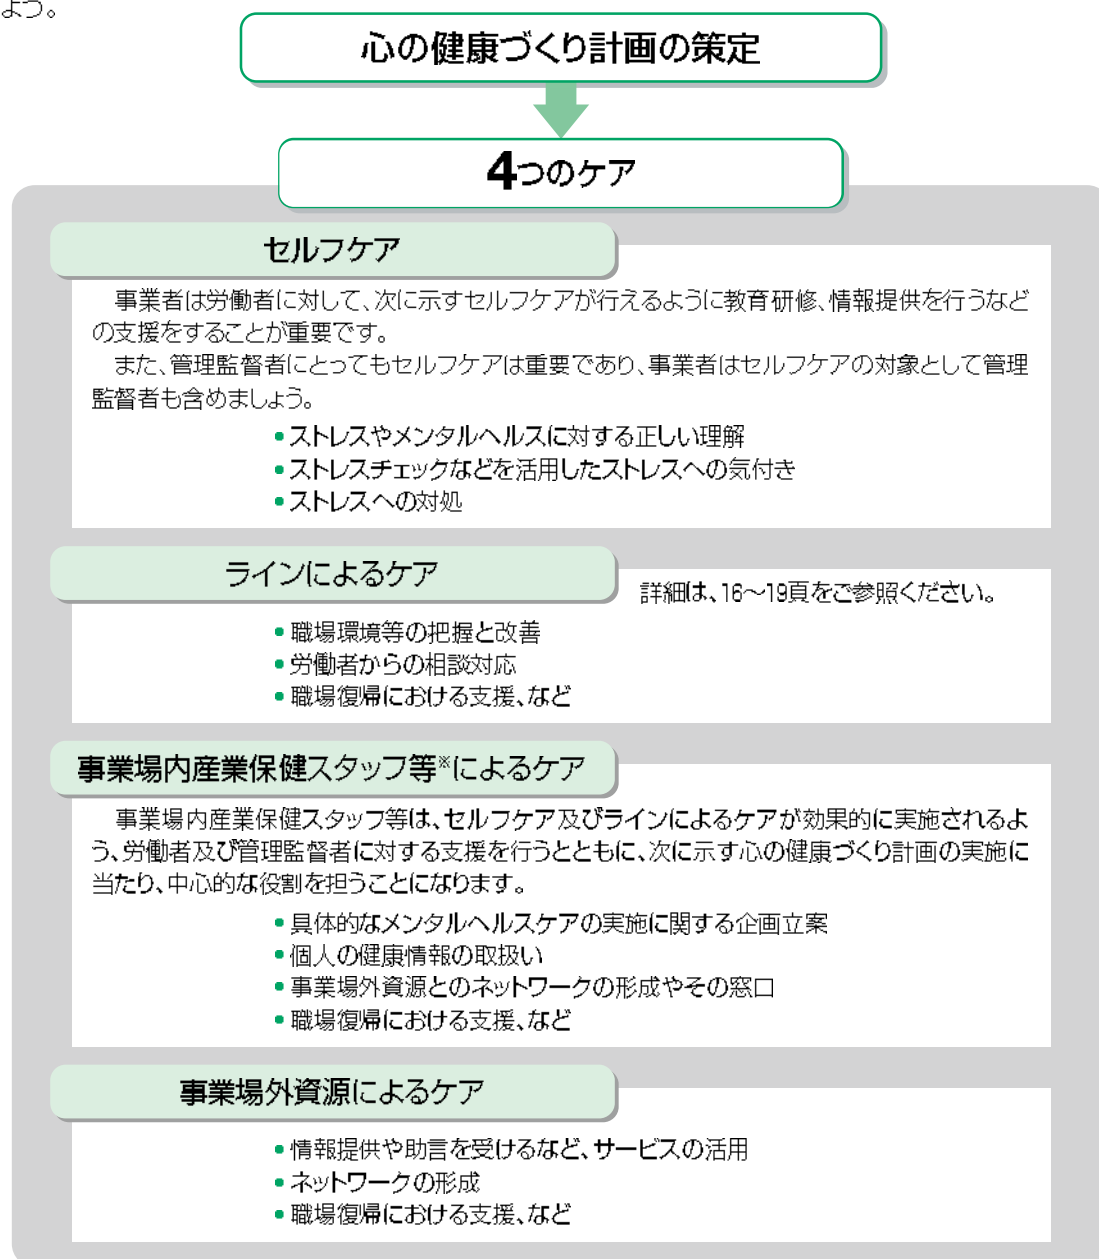 よう。
心の健康づくり計画の策定
4つのケア
セルフケア
事業者は労働者に対して、次に示すセルフケアが行えるように教育研修、情報提供を行うなど
の支援をすることが重要です。
また、管理監督者にとってもセルフケアは重要であり、事業者はセルフケアの対象として管理
監督者も含めましょう。
•ストレスやメンタルヘルスに対する正しい理解
•ストレスチェックなどを活用したストレスへの気付き
•ストレスへの対処
ラインによるケア
詳細は、16～19頁をご参照ください。
•職場環境等の把握と改善
•労働者からの相談対応
•職場復帰における支援、など
事業場内産業保健スタッフ等※によるケア
事業場内産業保健スタッフ等は、セルフケア及びラインによるケアが効果的に実施されるよ
う、労働者及び管理監督者に対する支援を行うとともに、次に示す心の健康づくり計画の実施に
当たり、中心的な役割を担うことになります。
•具体的なメンタルヘルスケアの実施に関する企画立案
•個人の健康情報の取扱い
•事業場外資源とのネットワークの形成やその窓口
•職場復帰における支援、など
事業場外資源によるケア
•情報提供や助言を受けるなど、サービスの活用
•ネットワークの形成
•職場復帰における支援、など